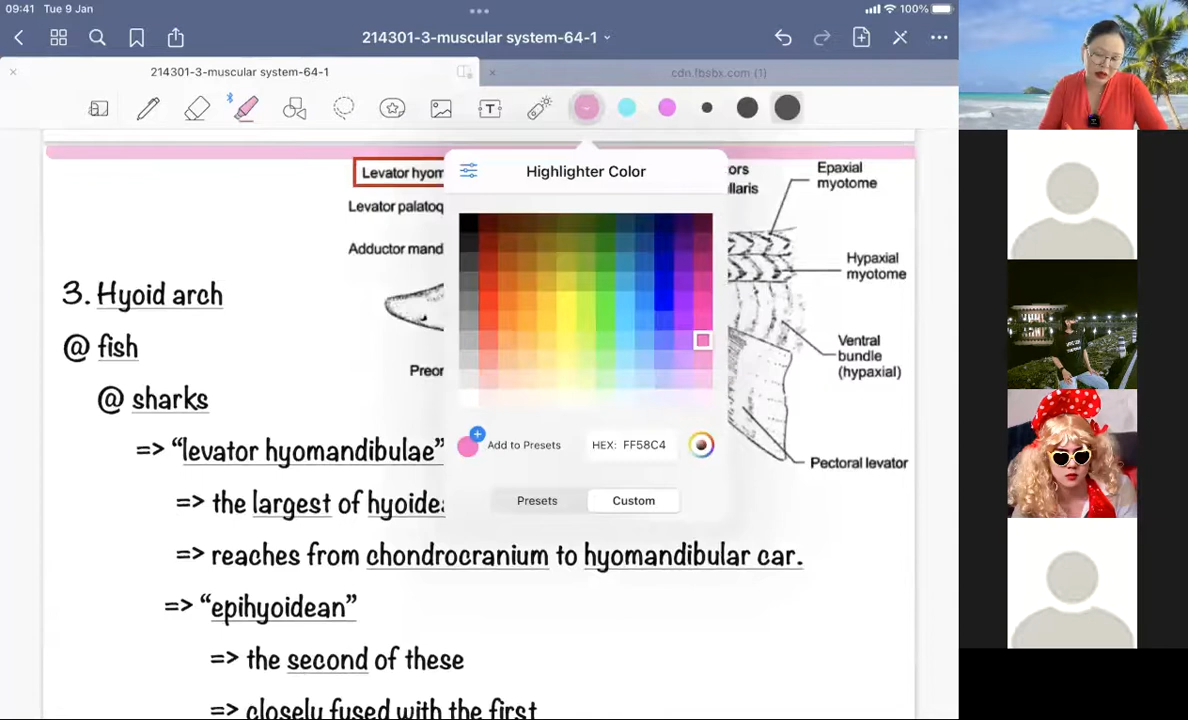 09:41 Tue 9 Jan
100%
214301-3-muscular system-64-1
214301-3-muscular system-64-1
cdn.fbsbx.com (1)
T
Highlighter Color
Levator hyom
ors
llaris
Epaxial
myotome
Levator palatoq
Adductor mand
Hypaxial
myotome
3. Hyoid arch
@ fish
Ventral
bundle
(hypaxial)
Preor
@ sharks
Add to Presets
HEX: FF58C4
=> “levator hyomandibulae”
Pectoral levator
=> the largest of hyoidea
Presets
Custom
=> reaches from chondrocranium to hyomandibular car.
=> “epihyoidean”
=> the second of these
=> closely fused with the first